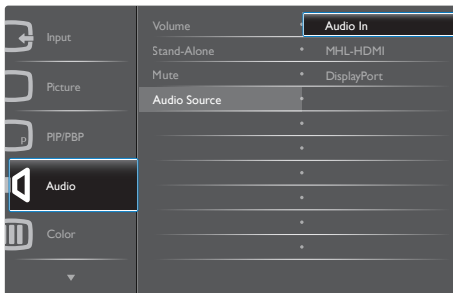 Input
Picture
P
PIP/PBP
Audio
Color
Volume
Stand-Alone
Mute
Audio Source
Audio In
MHL-HDMI
DisplayPort